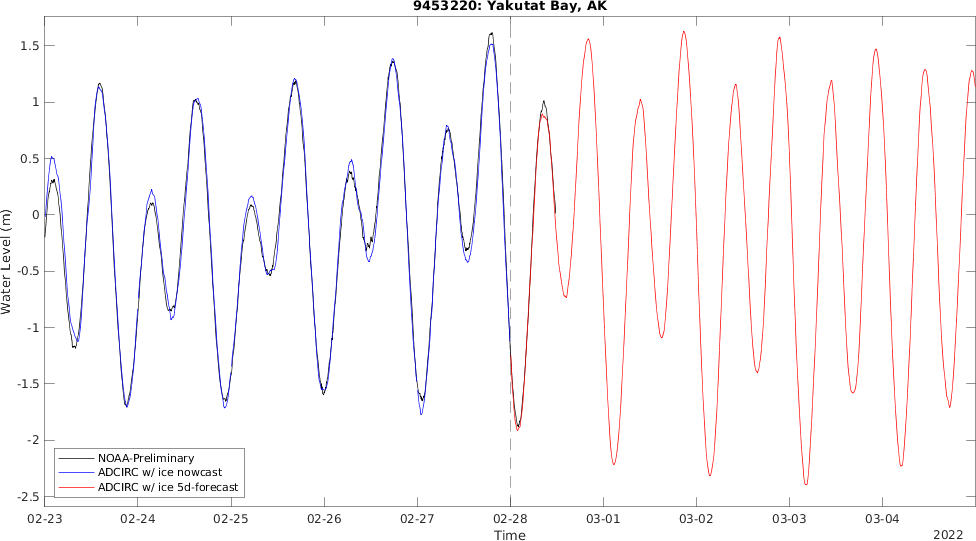 9453220: Yakutat Bay, AK
Water Level (m)
1.5
1
0.5
0
-0.5
-1
-1.5
-2
-2.5
NOAA-Preliminary
ADCIRC w/ ice nowcast
ADCIRC w/ ice 5d-forecast
02-23 02-24 02-25 02-26 02-27 02-28 03-01 03-02 03-03 03-04
Time
2022